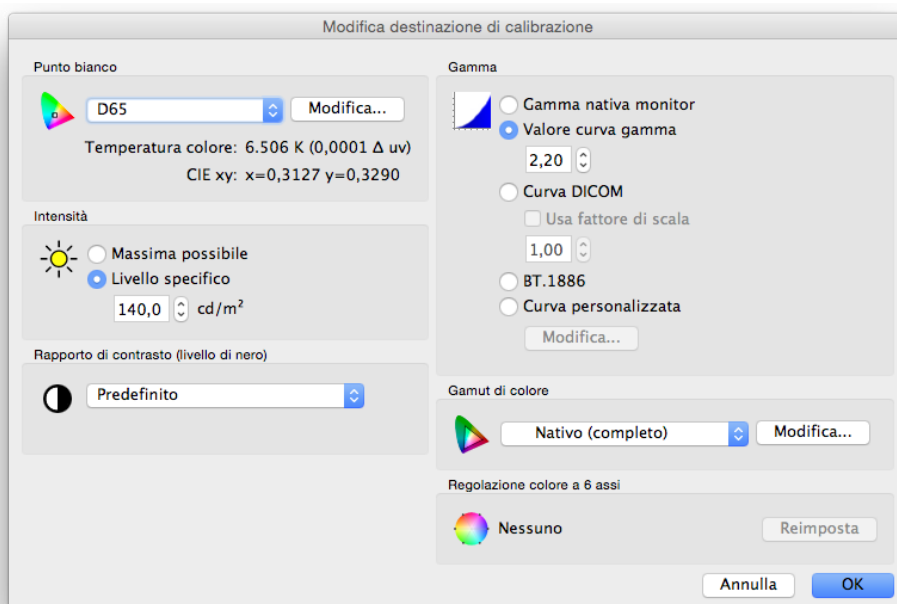 Modifica destinazione di calibrazione
Punto bianco
D65
Modifica...
Temperatura colore: 6.506 K (0,0001 Δ uv)
CIE xy: x=0,3127 y=0,3290
Intensità
Massima possibile
Livello specifico
140,0 cd/m²
Rapporto di contrasto (livello di nero)
Predefinito
Gamma
Gamma nativa monitor
Valore curva gamma
2,20
Curva DICOM
Usa fattore di scala
1,00
BT.1886
Curva personalizzata
Modifica...
Gamut di colore
Nativo (completo)
Modifica...
Regolazione colore a 6 assi
Nessuno
Reimposta
Annulla
OK